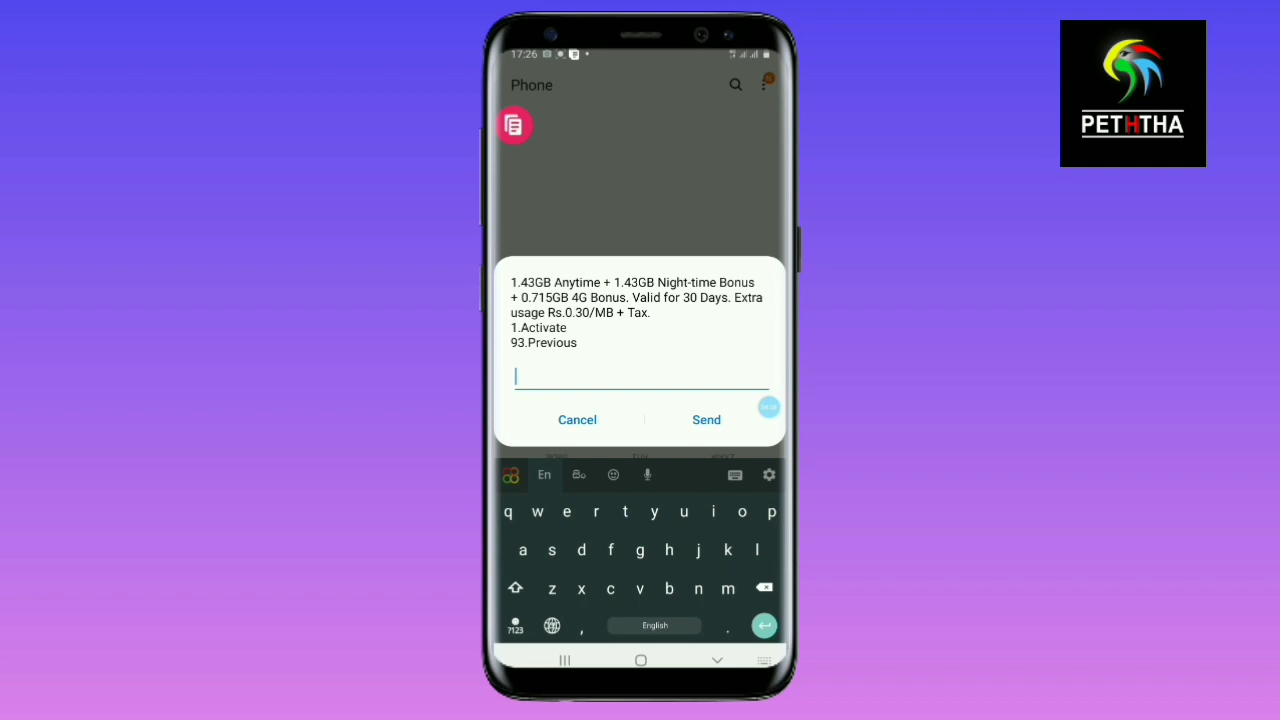 17:26
Phone
PETHTHA
1.43GB Anytime + 1.43GB Night-time Bonus
+ 0.715GB 4G Bonus. Valid for 30 Days. Extra
usage Rs.0.30/MB + Tax.
1.Activate
93.Previous
Cancel
Send
En
q w e r t y u i o p
a s d f g h j k l
z x c v b n m
?123 , English .